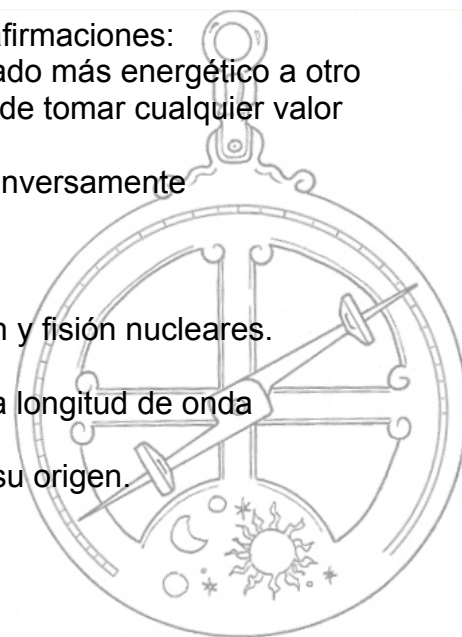 afirmaciones:
ado más energético a otro
de tomar cualquier valor
nversamente
n y fisión nucleares.
a longitud de onda
su origen.